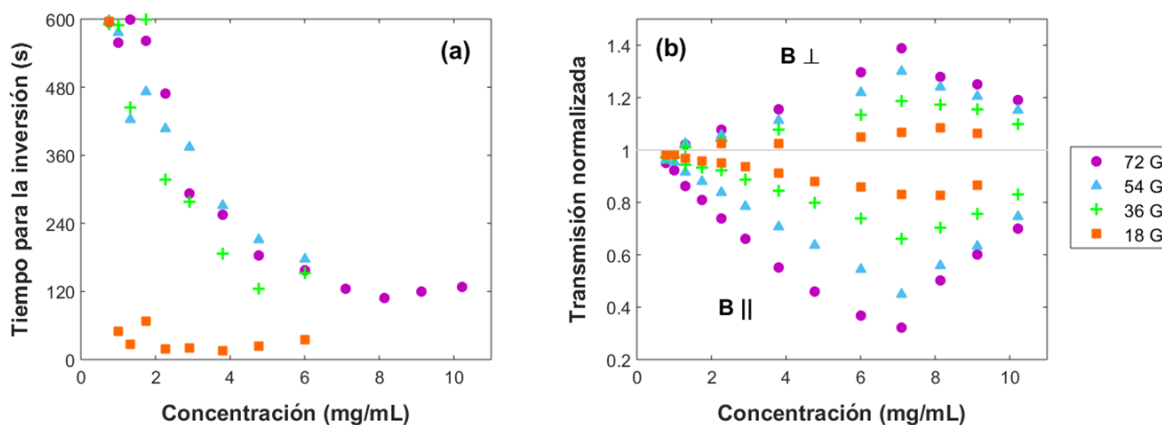 (a)
Tiempo para la inversión (s)
600
480
360
240
120
0
0 2 4 6 8 10
Concentración (mg/mL)
(b)
B ⊥
B ||
Transmisión normalizada
1.4
1.2
1
0.8
0.6
0.4
0.2
0 2 4 6 8 10
Concentración (mg/mL)
72 G
54 G
36 G
18 G